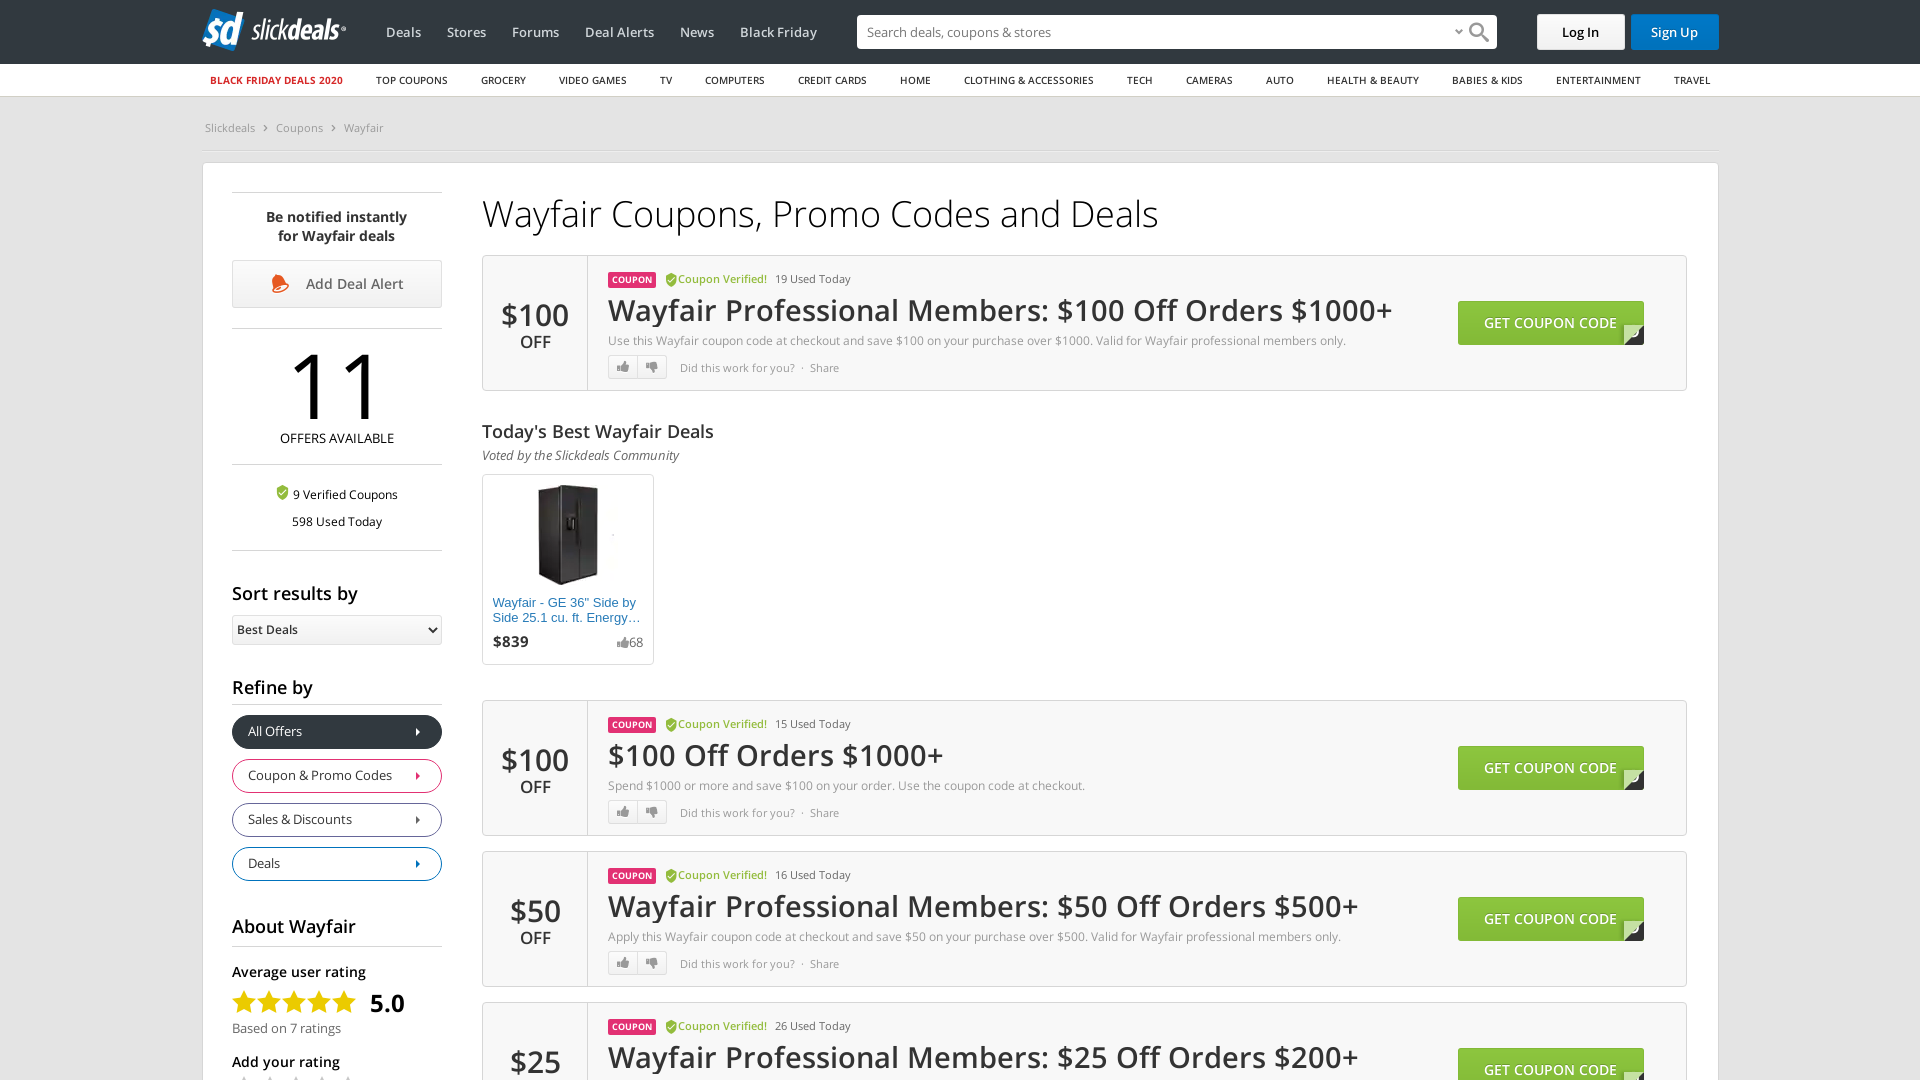 slickdeals
Deals
Stores
Forums
Deal Alerts
News
Black Friday
Search deals, coupons & stores
Log In
Sign Up
BLACK FRIDAY DEALS 2020
TOP COUPONS
GROCERY
VIDEO GAMES
TV
COMPUTERS
CREDIT CARDS
HOME
CLOTHING & ACCESSORIES
TECH
CAMERAS
AUTO
HEALTH & BEAUTY
BABIES & KIDS
ENTERTAINMENT
TRAVEL
Slickdeals > Coupons > Wayfair
Be notified instantly
for Wayfair deals
Add Deal Alert
11
OFFERS AVAILABLE
9 Verified Coupons
598 Used Today
Sort results by
Best Deals
Refine by
All Offers
Coupon & Promo Codes
Sales & Discounts
Deals
About Wayfair
Average user rating
5.0
Based on 7 ratings
Add your rating
Wayfair Coupons, Promo Codes and Deals
$100
OFF
COUPON Coupon Verified! 19 Used Today
Wayfair Professional Members: $100 Off Orders $1000+
Use this Wayfair coupon code at checkout and save $100 on your purchase over $1000. Valid for Wayfair professional members only.
Did this work for you? · Share
GET COUPON CODE
Today's Best Wayfair Deals
Voted by the Slickdeals Community
Wayfair - GE 36" Side by
Side 25.1 cu. ft. Energy…
$839
68
$100
OFF
COUPON Coupon Verified! 15 Used Today
$100 Off Orders $1000+
Spend $1000 or more and save $100 on your order. Use the coupon code at checkout.
Did this work for you? · Share
GET COUPON CODE
$50
OFF
COUPON Coupon Verified! 16 Used Today
Wayfair Professional Members: $50 Off Orders $500+
Apply this Wayfair coupon code at checkout and save $50 on your purchase over $500. Valid for Wayfair professional members only.
Did this work for you? · Share
GET COUPON CODE
$25
COUPON Coupon Verified! 26 Used Today
Wayfair Professional Members: $25 Off Orders $200+
GET COUPON CODE